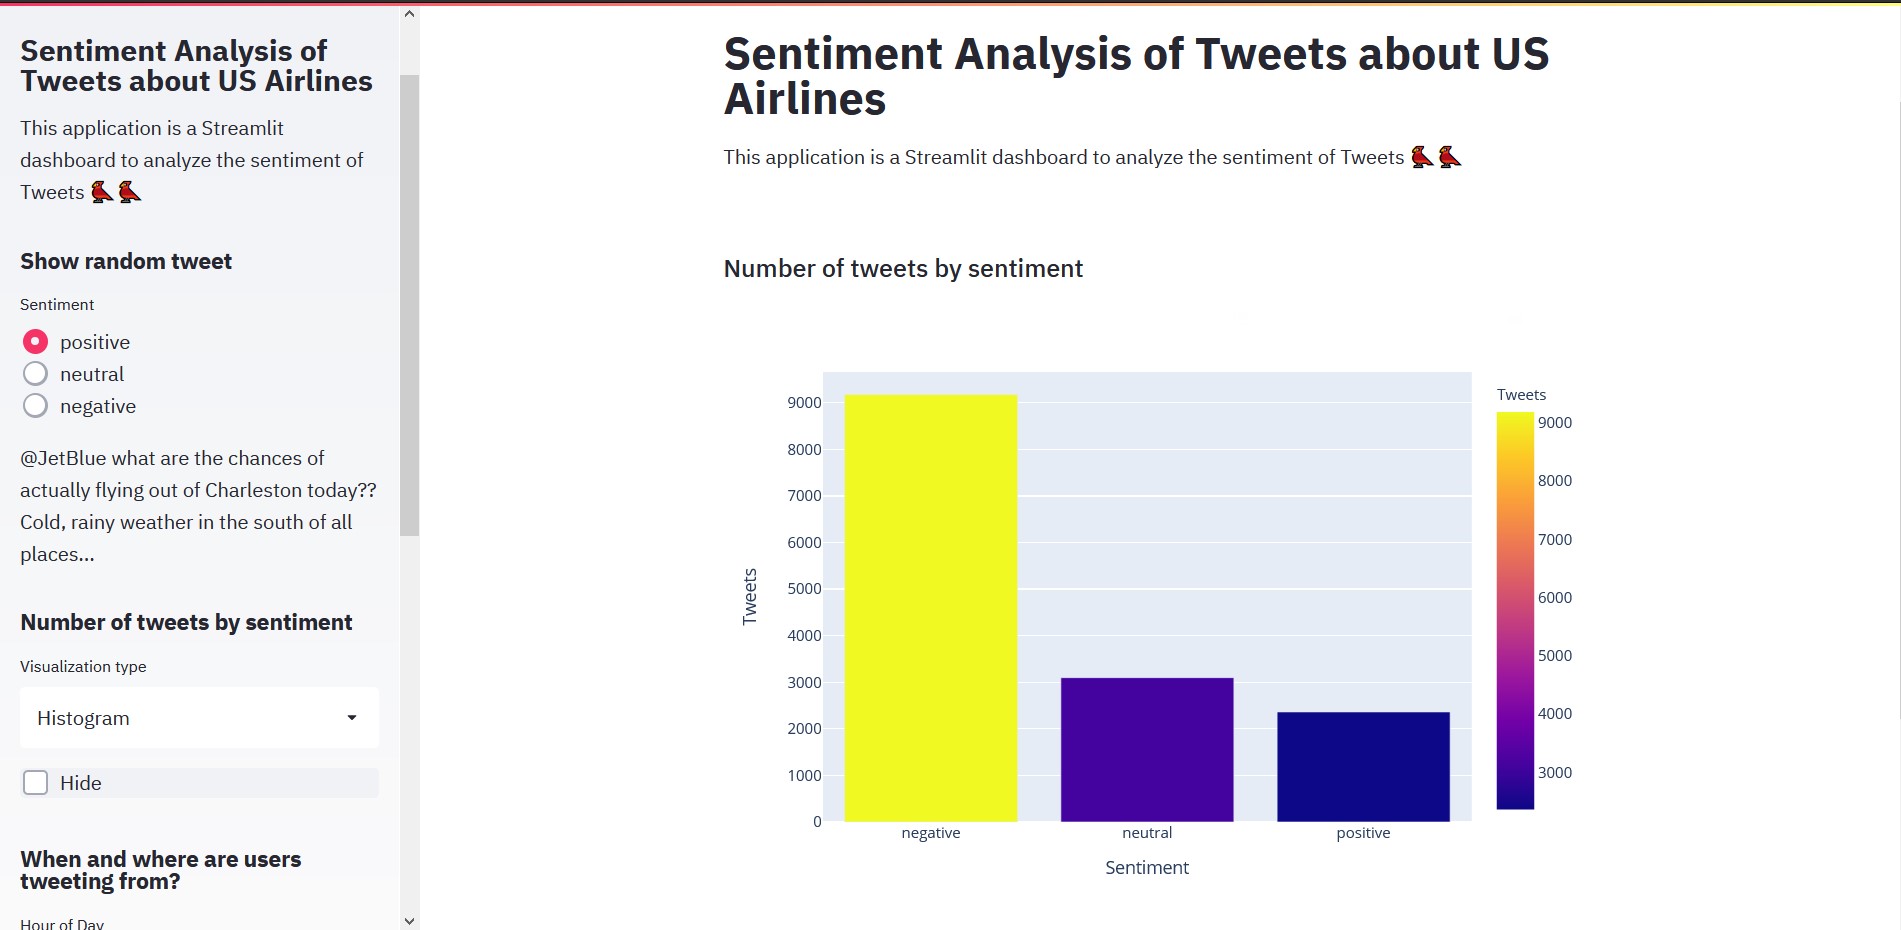 Sentiment Analysis of
Tweets about US Airlines
This application is a Streamlit
dashboard to analyze the sentiment of
Tweets
Show random tweet
Sentiment
positive
neutral
negative
@JetBlue what are the chances of
actually flying out of Charleston today??
Cold, rainy weather in the south of all
places...
Number of tweets by sentiment
Visualization type
Histogram
Hide
When and where are users
tweeting from?
Hour of Day
Sentiment Analysis of Tweets about US
Airlines
This application is a Streamlit dashboard to analyze the sentiment of Tweets
Number of tweets by sentiment
Tweets
9000
8000
7000
6000
5000
4000
3000
2000
1000
0
negative
neutral
positive
Sentiment
Tweets
9000
8000
7000
6000
5000
4000
3000